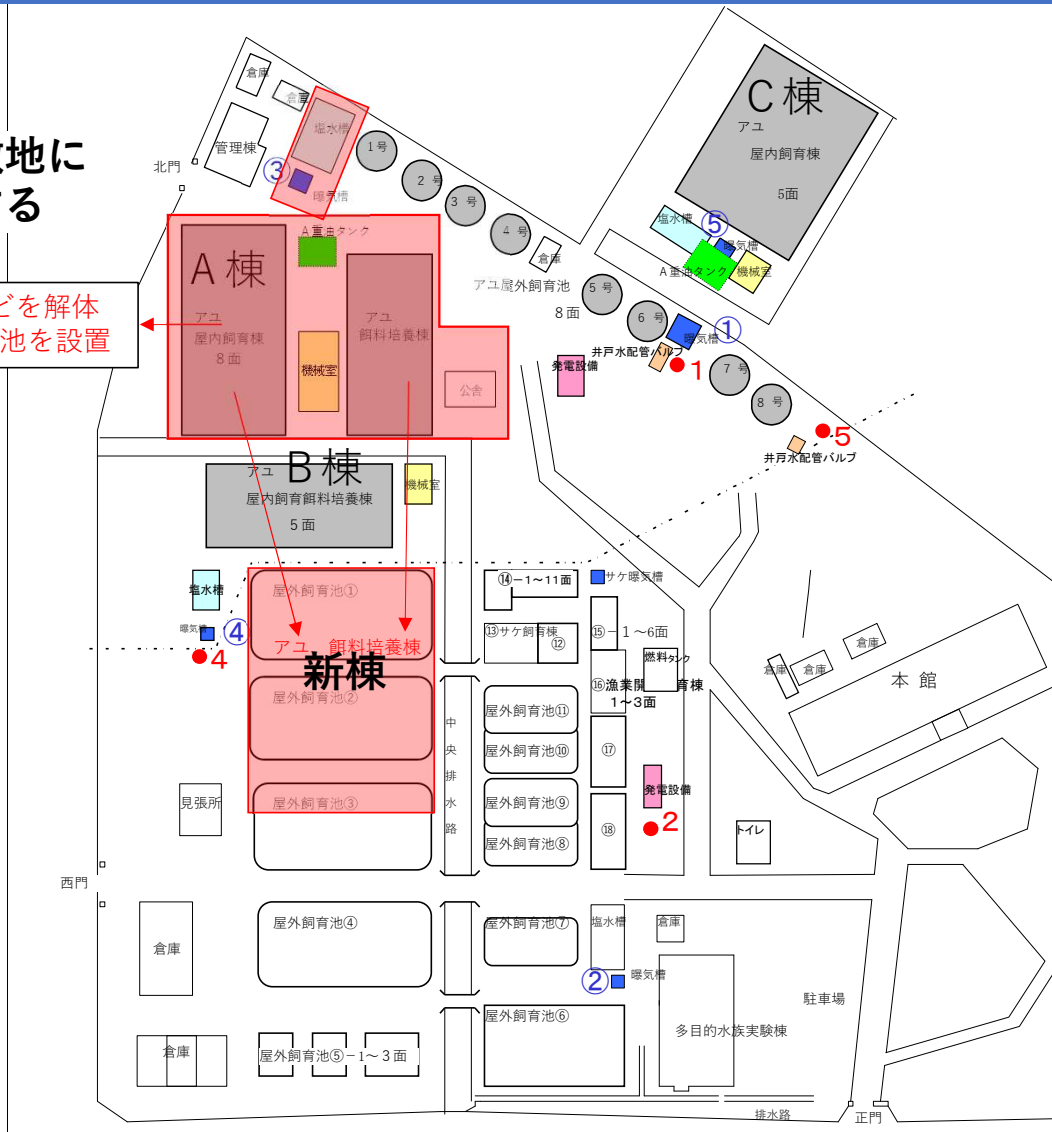 倉庫
倉庫
塩水槽
管理棟
北門
③
曝気槽
1号
2 号
3 号
4 号
倉庫
アユ屋外飼育池
8面
5 号
6 号
7 号
8 号
C棟
アユ
屋内飼育棟
5面
塩水槽
⑤
曝気槽
A重油タンク
機械室
地に
る
どを解体
池を設置
A重油タンク
A棟
アユ
屋内飼育棟
8面
機械室
アユ
餌料培養棟
公舎
①
曝気槽
井戸水配管バルブ
1
発電設備
5
井戸水配管バルブ
B棟
アユ
屋内飼育餌料培養棟
5面
機械室
塩水槽
曝気槽
④
4
屋外飼育池①
アユ 餌料培養棟
新棟
屋外飼育池②
屋外飼育池③
見張所
中央排水路
⑭－1～11面
サケ曝気槽
⑬サケ飼育棟
⑫
⑮－1～6面
燃料タンク
⑯漁業開 育棟
1～3面
屋外飼育池⑪
屋外飼育池⑩
⑰
屋外飼育池⑨
屋外飼育池⑧
⑱
発電設備
2
トイレ
倉庫
倉庫
倉庫
本館
西門
倉庫
屋外飼育池④
屋外飼育池⑦
塩水槽
倉庫
②
曝気槽
駐車場
多目的水族実験棟
倉庫
屋外飼育池⑤－1～3面
屋外飼育池⑥
排水路
正門